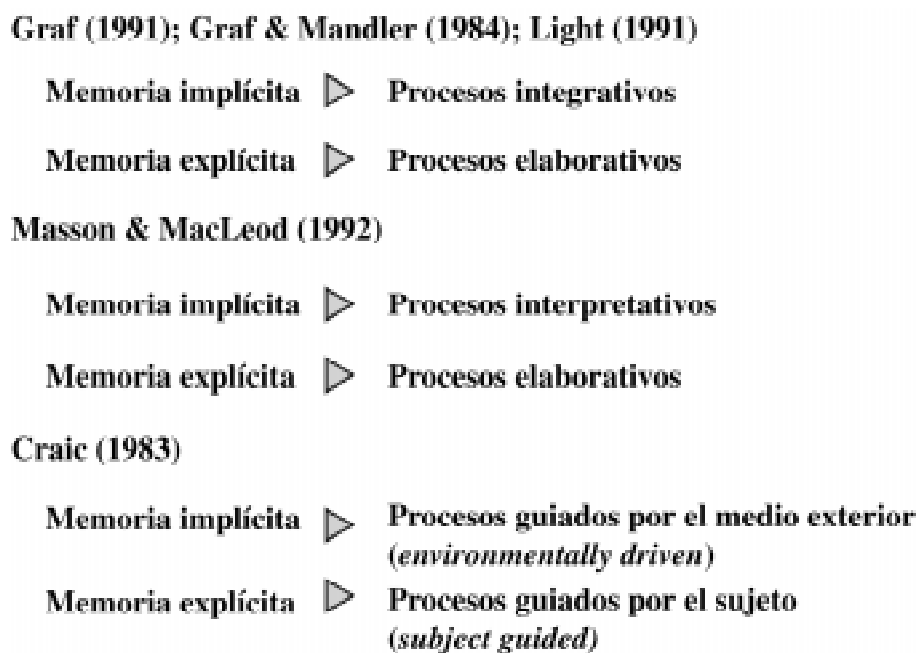 Graf (1991); Graf & Mandler (1984); Light (1991)
Memoria implícita ▷ Procesos integrativos
Memoria explícita ▷ Procesos elaborativos
Masson & MacLeod (1992)
Memoria implícita ▷ Procesos interpretativos
Memoria explícita ▷ Procesos elaborativos
Craic (1983)
Memoria implícita ▷ Procesos guiados por el medio exterior
(environmentally driven)
Memoria explícita ▷ Procesos guiados por el sujeto
(subject guided)